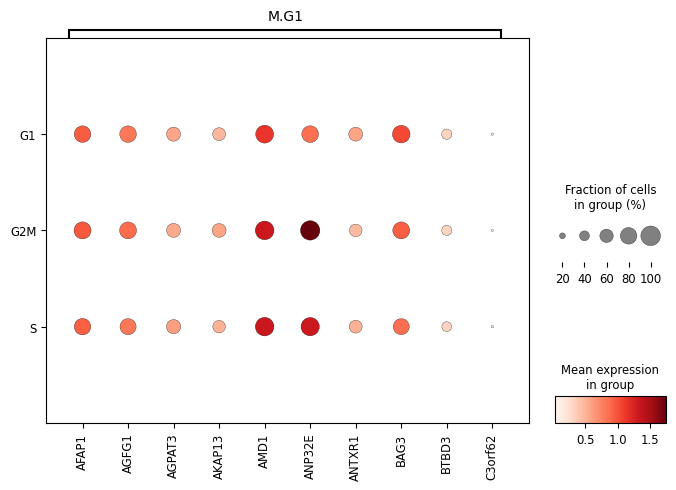 M.G1
G1
G2M
S
AFAP1
AGFG1
AGPAT3
AKAP13
AMD1
ANP32E
ANTXR1
BAG3
BTBD3
C3orf62
Fraction of cells
in group (%)
20 40 60 80 100
Mean expression
in group
0.5 1.0 1.5